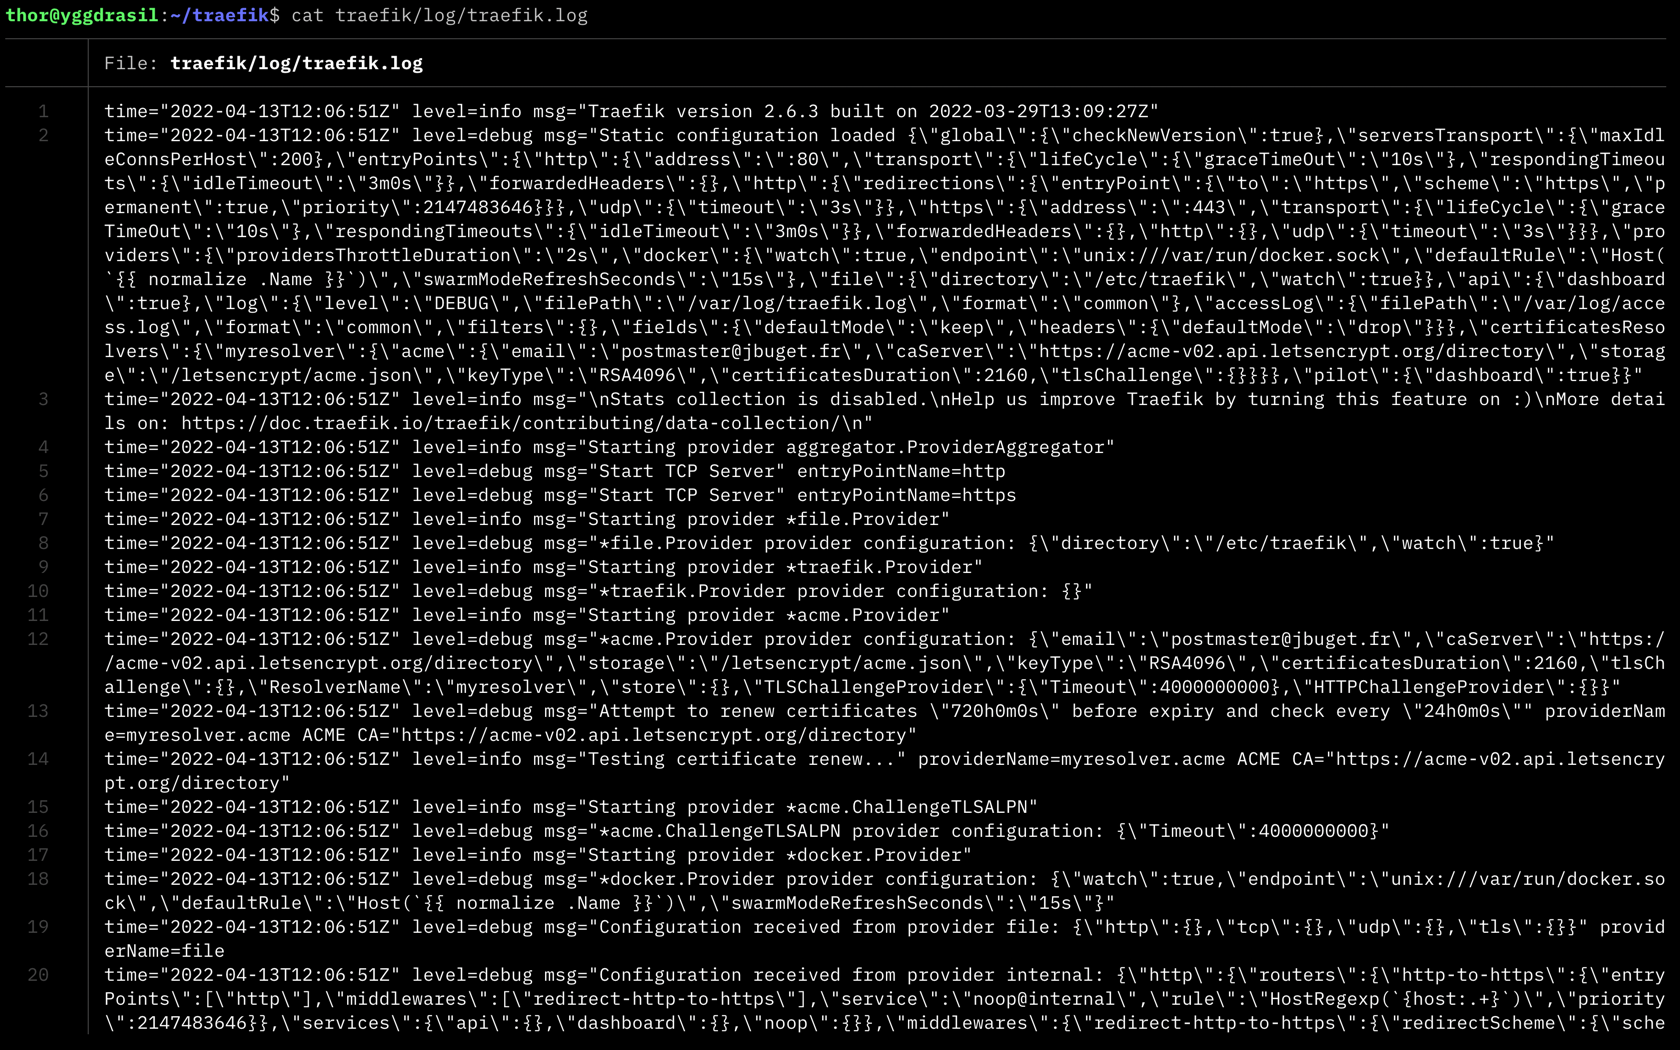 thor@yggdrasil:~/traefik$ cat traefik/log/traefik.log
File: traefik/log/traefik.log
1 time="2022-04-13T12:06:51Z" level=info msg="Traefik version 2.6.3 built on 2022-03-29T13:09:27Z"
2 time="2022-04-13T12:06:51Z" level=debug msg="Static configuration loaded {\"global\":{\"checkNewVersion\":true},\"serversTransport\":{\"maxIdl
eConnsPerHost\":200},\"entryPoints\":{\"http\":{\"address\":\":80\",\"transport\":{\"lifeCycle\":{\"graceTimeOut\":\"10s\"},\"respondingTimeou
ts\":{\"idleTimeout\":\"3m0s\"}},\"forwardedHeaders\":{},\"http\":{\"redirections\":{\"entryPoint\":{\"to\":\"https\",\"scheme\":\"https\",\"p
ermanent\":true,\"priority\":2147483646}}},\"udp\":{\"timeout\":\"3s\"}},\"https\":{\"address\":\":443\",\"transport\":{\"lifeCycle\":{\"grace
TimeOut\":\"10s\"},\"respondingTimeouts\":{\"idleTimeout\":\"3m0s\"}},\"forwardedHeaders\":{},\"http\":{},\"udp\":{\"timeout\":\"3s\"}}},\"pro
viders\":{\"providersThrottleDuration\":\"2s\",\"docker\":{\"watch\":true,\"endpoint\":\"unix:///var/run/docker.sock\",\"defaultRule\":\"Host(
`{{ normalize .Name }}`)\",\"swarmModeRefreshSeconds\":\"15s\"},\"file\":{\"directory\":\"/etc/traefik\",\"watch\":true}},\"api\":{\"dashboard
\":true},\"log\":{\"level\":\"DEBUG\",\"filePath\":\"/var/log/traefik.log\",\"format\":\"common\"},\"accessLog\":{\"filePath\":\"/var/log/acce
ss.log\",\"format\":\"common\",\"filters\":{},\"fields\":{\"defaultMode\":\"keep\",\"headers\":{\"defaultMode\":\"drop\"}}},\"certificatesReso
lvers\":{\"myresolver\":{\"acme\":{\"email\":\"postmaster@jbuget.fr\",\"caServer\":\"https://acme-v02.api.letsencrypt.org/directory\",\"storag
e\":\"/letsencrypt/acme.json\",\"keyType\":\"RSA4096\",\"certificatesDuration\":2160,\"tlsChallenge\":{}}}}},\"pilot\":{\"dashboard\":true}}"
3 time="2022-04-13T12:06:51Z" level=info msg="\nStats collection is disabled.\nHelp us improve Traefik by turning this feature on :)\nMore detai
ls on: https://doc.traefik.io/traefik/contributing/data-collection/\n"
4 time="2022-04-13T12:06:51Z" level=info msg="Starting provider aggregator.ProviderAggregator"
5 time="2022-04-13T12:06:51Z" level=debug msg="Start TCP Server" entryPointName=http
6 time="2022-04-13T12:06:51Z" level=debug msg="Start TCP Server" entryPointName=https
7 time="2022-04-13T12:06:51Z" level=info msg="Starting provider *file.Provider"
8 time="2022-04-13T12:06:51Z" level=debug msg="*file.Provider provider configuration: {\"directory\":\"/etc/traefik\",\"watch\":true}"
9 time="2022-04-13T12:06:51Z" level=info msg="Starting provider *traefik.Provider"
10 time="2022-04-13T12:06:51Z" level=debug msg="*traefik.Provider provider configuration: {}"
11 time="2022-04-13T12:06:51Z" level=info msg="Starting provider *acme.Provider"
12 time="2022-04-13T12:06:51Z" level=debug msg="*acme.Provider provider configuration: {\"email\":\"postmaster@jbuget.fr\",\"caServer\":\"https:/
/acme-v02.api.letsencrypt.org/directory\",\"storage\":\"/letsencrypt/acme.json\",\"keyType\":\"RSA4096\",\"certificatesDuration\":2160,\"tlsCh
allenge\":{},\"ResolverName\":\"myresolver\",\"store\":{},\"TLSChallengeProvider\":{\"Timeout\":4000000000},\"HTTPChallengeProvider\":{}}"
13 time="2022-04-13T12:06:51Z" level=debug msg="Attempt to renew certificates \"720h0m0s\" before expiry and check every \"24h0m0s\"" providerNam
e=myresolver.acme ACME CA="https://acme-v02.api.letsencrypt.org/directory"
14 time="2022-04-13T12:06:51Z" level=info msg="Testing certificate renew..." providerName=myresolver.acme ACME CA="https://acme-v02.api.letsencry
pt.org/directory"
15 time="2022-04-13T12:06:51Z" level=info msg="Starting provider *acme.ChallengeTLSALPN"
16 time="2022-04-13T12:06:51Z" level=debug msg="*acme.ChallengeTLSALPN provider configuration: {\"Timeout\":4000000000}"
17 time="2022-04-13T12:06:51Z" level=info msg="Starting provider *docker.Provider"
18 time="2022-04-13T12:06:51Z" level=debug msg="*docker.Provider provider configuration: {\"watch\":true,\"endpoint\":\"unix:///var/run/docker.so
ck\",\"defaultRule\":\"Host(`{{ normalize .Name }}`)\",\"swarmModeRefreshSeconds\":\"15s\"}"
19 time="2022-04-13T12:06:51Z" level=debug msg="Configuration received from provider file: {\"http\":{},\"tcp\":{},\"udp\":{},\"tls\":{}}" provid
erName=file
20 time="2022-04-13T12:06:51Z" level=debug msg="Configuration received from provider internal: {\"http\":{\"routers\":{\"http-to-https\":{\"entry
Points\":[\"http\"],\"middlewares\":[\"redirect-http-to-https\"],\"service\":\"noop@internal\",\"rule\":\"HostRegexp(`{host:.+}`)\",\"priority
\":2147483646}},\"services\":{\"api\":{},\"dashboard\":{},\"noop\":{}},\"middlewares\":{\"redirect-http-to-https\":{\"redirectScheme\":{\"sche